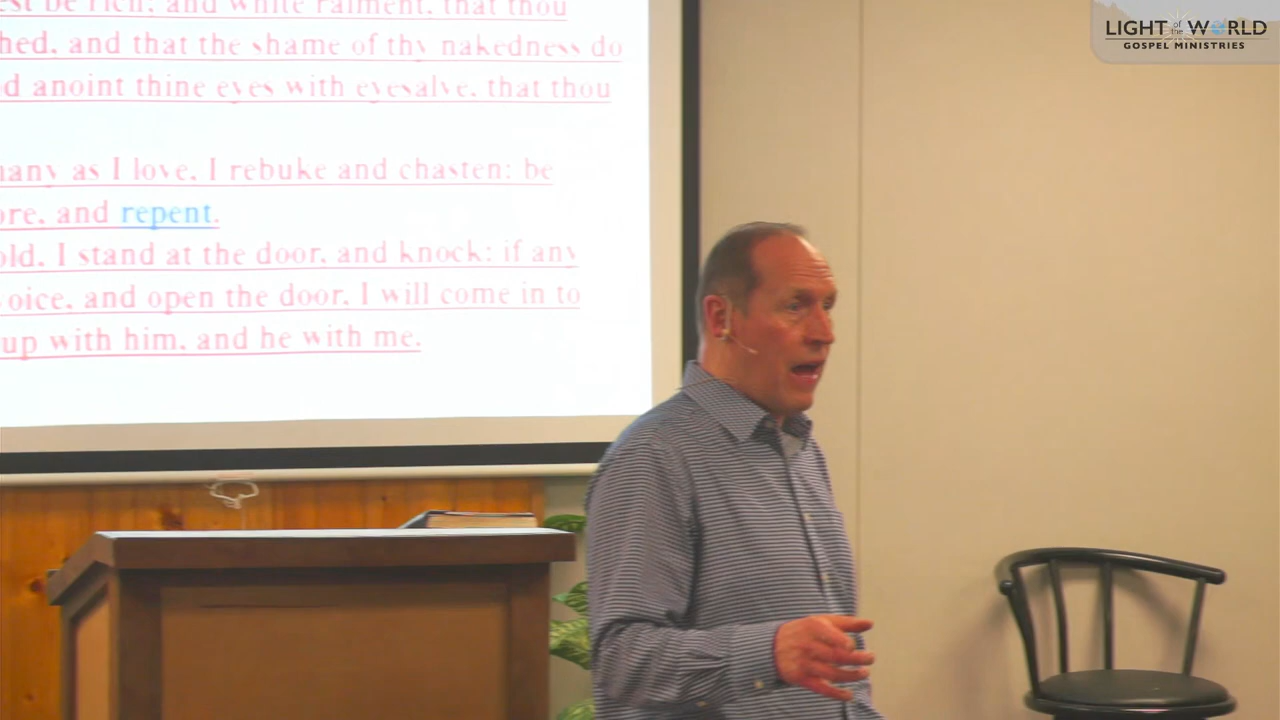 est be rich; and white raiment, that thou
hed, and that the shame of thy nakedness do
d anoint thine eyes with eyesalve, that thou
any as I love, I rebuke and chasten: be
ore, and repent.
old, I stand at the door, and knock: if any
oice, and open the door, I will come in to
up with him, and he with me.
LIGHT of the WORLD
GOSPEL MINISTRIES